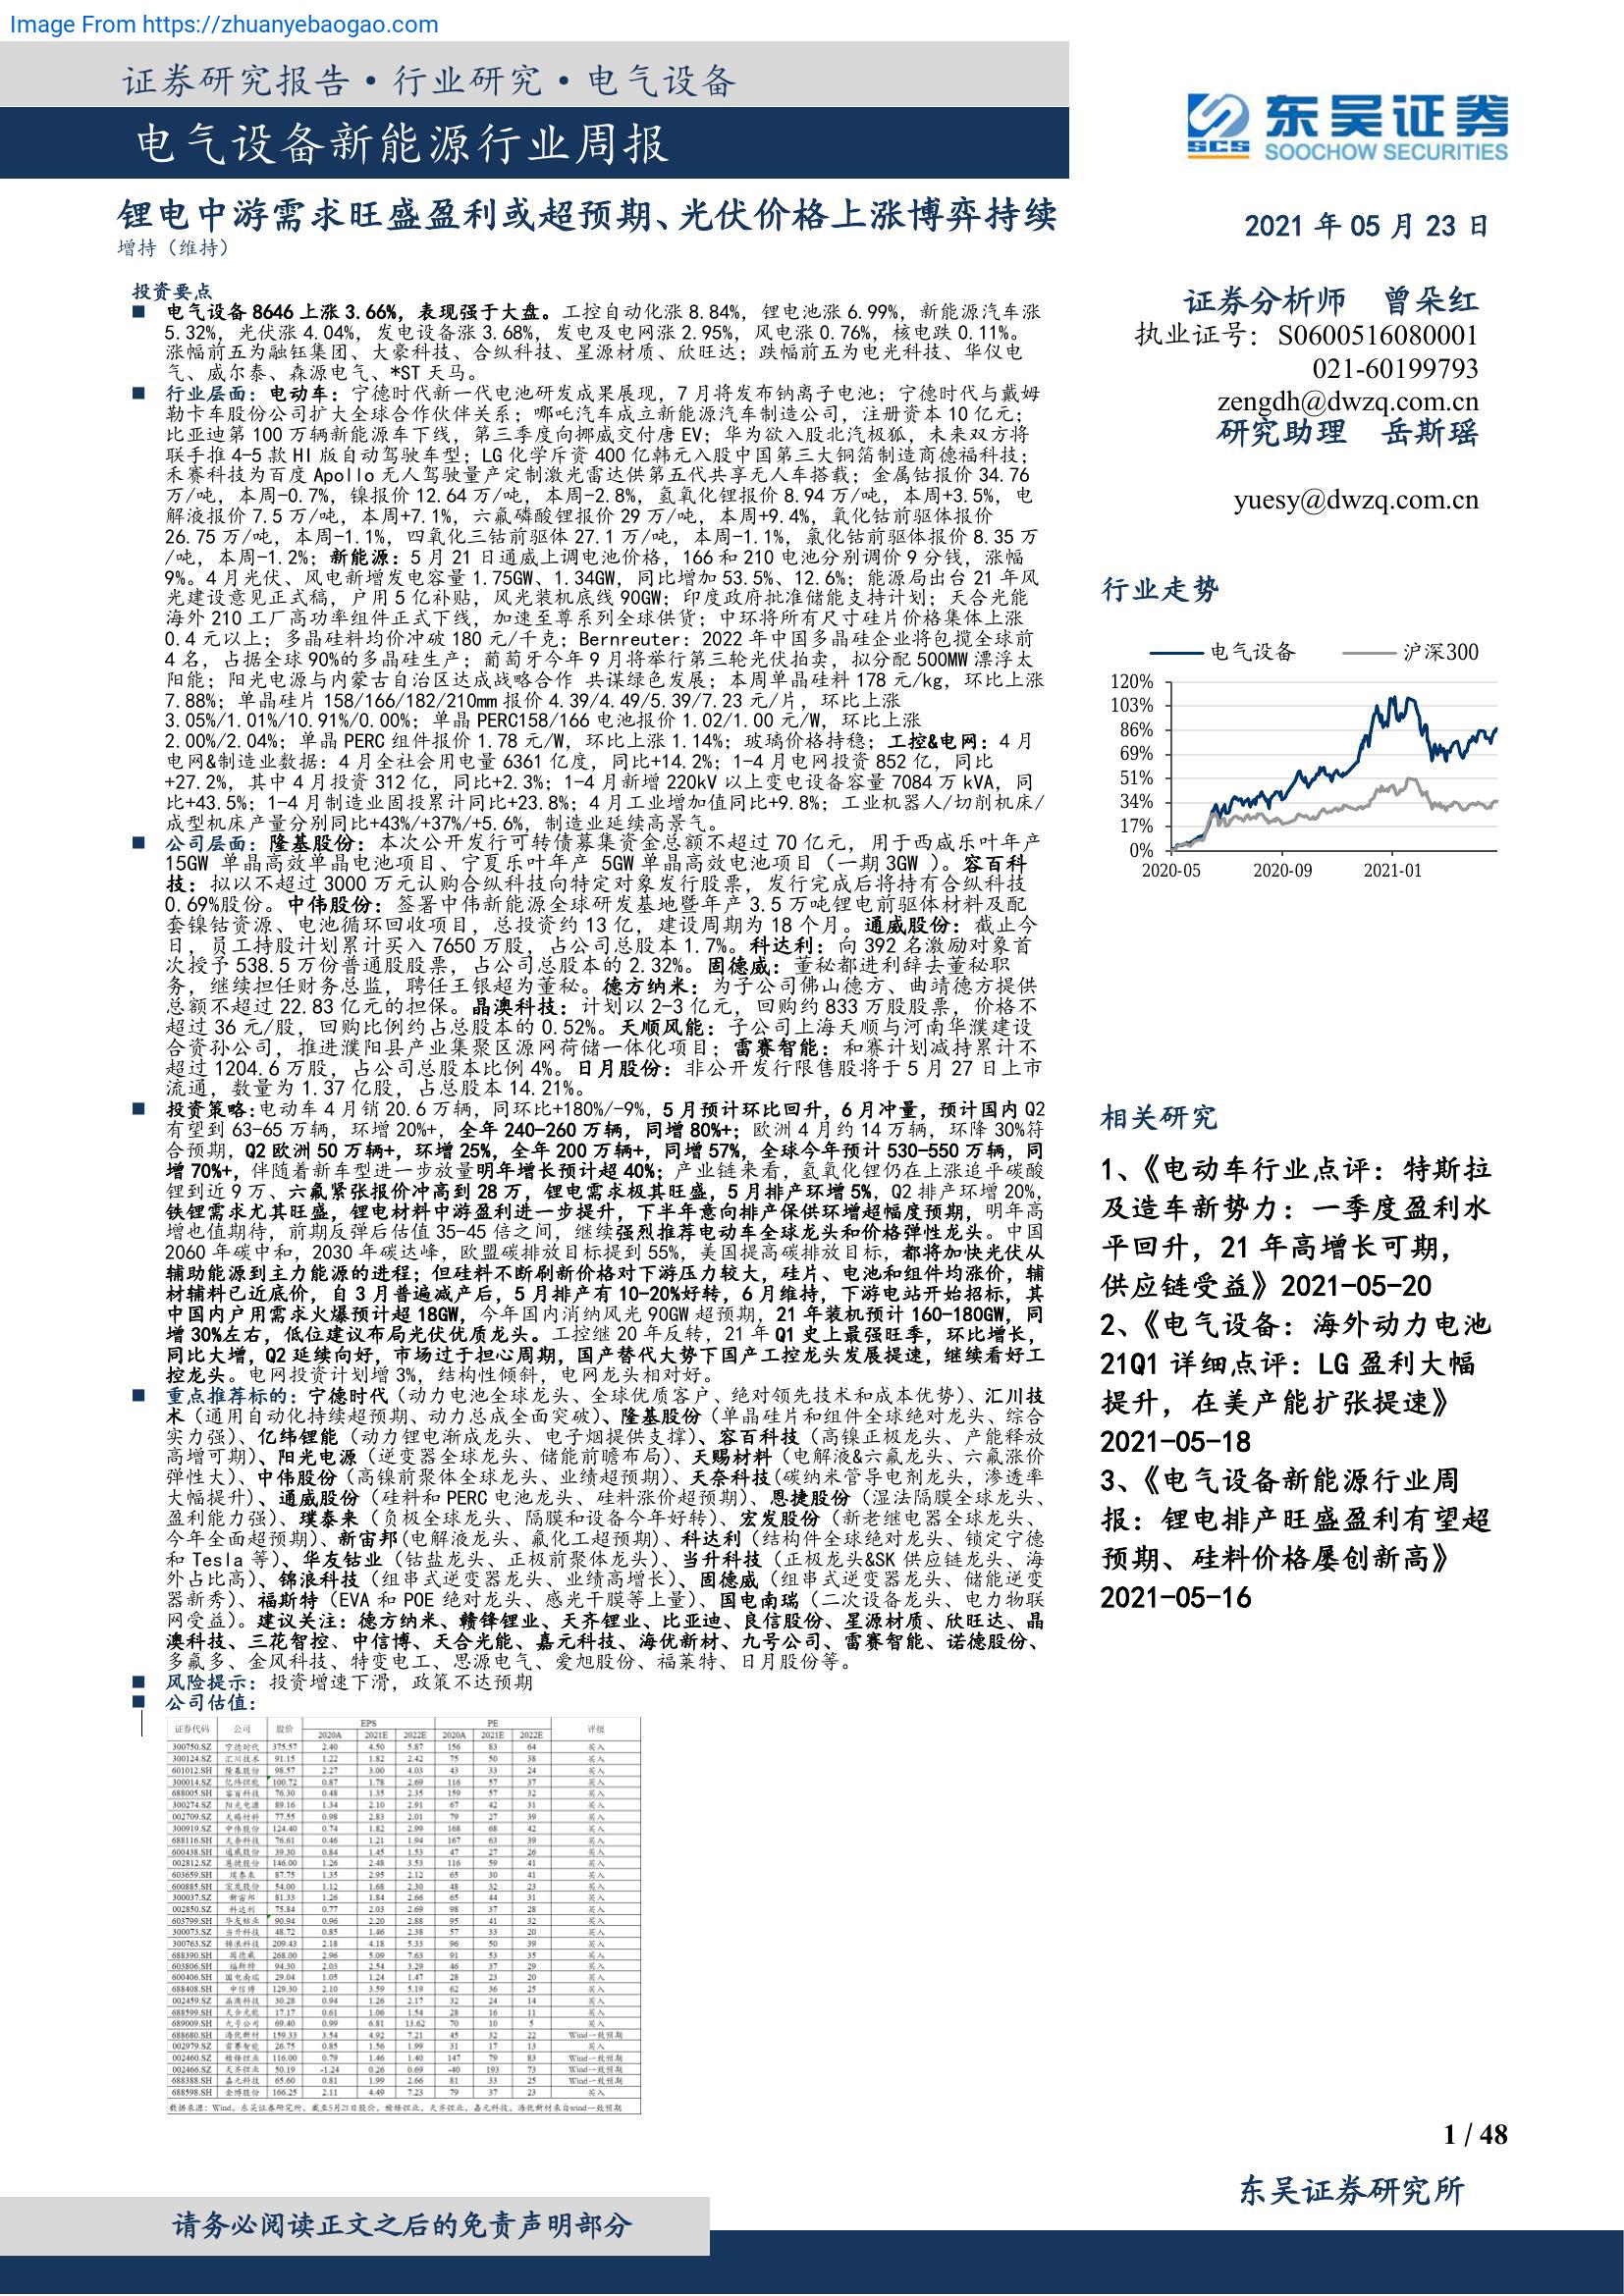 Image From https://zhuanyebaogao.com
证券研究报告·行业研究·电气设备
电气设备新能源行业周报
东吴证券
SCS SOOCHOW SECURITIES
锂电中游需求旺盛盈利或超预期、光伏价格上涨博弈持续
增持（维持）
2021 年 05 月 23 日
证券分析师 曾朵红
执业证号：S0600516080001
021-60199793
zengdh@dwzq.com.cn
研究助理 岳斯瑶
yuesy@dwzq.com.cn
投资要点
■ 电气设备 8646 上涨 3.66%，表现强于大盘。工控自动化涨 8.84%，锂电池涨 6.99%，新能源汽车涨
5.32%，光伏涨 4.04%，发电设备涨 3.68%，发电及电网涨 2.95%，风电涨 0.76%，核电跌 0.11%。
涨幅前五为融钰集团、大豪科技、合纵科技、星源材质、欣旺达；跌幅前五为电光科技、华仪电
气、威尔泰、森源电气、*ST 天马。
■ 行业层面：电动车：宁德时代新一代电池研发成果展现，7 月将发布钠离子电池；宁德时代与戴姆
勒卡车股份公司扩大全球合作伙伴关系；哪吒汽车成立新能源汽车制造公司，注册资本 10 亿元；
比亚迪第 100 万辆新能源车下线，第三季度向挪威交付唐 EV；华为欲入股北汽极狐，未来双方将
联手推 4-5 款 HI 版自动驾驶车型；LG 化学斥资 400 亿韩元入股中国第三大铜箔制造商德福科技；
禾赛科技为百度 Apollo 无人驾驶量产定制激光雷达供第五代共享无人车搭载；金属钴报价 34.76
万/吨，本周-0.7%，镍报价 12.64 万/吨，本周-2.8%，氢氧化锂报价 8.94 万/吨，本周+3.5%，电
解液报价 7.5 万/吨，本周+7.1%，六氟磷酸锂报价 29 万/吨，本周+9.4%，氧化钴前驱体报价
26.75 万/吨，本周-1.1%，四氧化三钴前驱体 27.1 万/吨，本周-1.1%，氯化钴前驱体报价 8.35 万
/吨，本周-1.2%；新能源：5 月 21 日通威上调电池价格，166 和 210 电池分别调价 9 分钱，涨幅
9%。4 月光伏、风电新增发电容量 1.75GW、1.34GW，同比增加 53.5%、12.6%；能源局出台 21 年风
光建设意见正式稿，户用 5 亿补贴，风光装机底线 90GW；印度政府批准储能支持计划；天合光能
海外 210 工厂高功率组件正式下线，加速至尊系列全球供货；中环将所有尺寸硅片价格集体上涨
0.4 元以上；多晶硅料均价冲破 180 元/千克；Bernreuter：2022 年中国多晶硅企业将包揽全球前
4 名，占据全球 90%的多晶硅生产；葡萄牙今年 9 月将举行第三轮光伏拍卖，拟分配 500MW 漂浮太
阳能；阳光电源与内蒙古自治区达成战略合作 共谋绿色发展；本周单晶硅料 178 元/kg，环比上涨
7.88%；单晶硅片 158/166/182/210mm 报价 4.39/4.49/5.39/7.23 元/片，环比上涨
3.05%/1.01%/10.91%/0.00%；单晶 PERC158/166 电池报价 1.02/1.00 元/W，环比上涨
2.00%/2.04%；单晶 PERC 组件报价 1.78 元/W，环比上涨 1.14%；玻璃价格持稳；工控&电网：4 月
电网&制造业数据：4 月全社会用电量 6361 亿度，同比+14.2%；1-4 月电网投资 852 亿，同比
+27.2%，其中 4 月投资 312 亿，同比+2.3%；1-4 月新增 220kV 以上变电设备容量 7084 万 kVA，同
比+43.5%；1-4 月制造业固投累计同比+23.8%；4 月工业增加值同比+9.8%；工业机器人/切削机床/
成型机床产量分别同比+43%/+37%/+5.6%，制造业延续高景气。
■ 公司层面：隆基股份：本次公开发行可转债募集资金总额不超过 70 亿元，用于西咸乐叶年产
15GW 单晶高效单晶电池项目、宁夏乐叶年产 5GW 单晶高效电池项目（一期 3GW ）。容百科
技：拟以不超过 3000 万元认购合纵科技向特定对象发行股票，发行完成后将持有合纵科技
0.69%股份。中伟股份：签署中伟新能源全球研发基地暨年产 3.5 万吨锂电前驱体材料及配
套镍钴资源、电池循环回收项目，总投资约 13 亿，建设周期为 18 个月。通威股份：截止今
日，员工持股计划累计买入 7650 万股，占公司总股本 1.7%。科达利：向 392 名激励对象首
次授予 538.5 万份普通股股票，占公司总股本的 2.32%。固德威：董秘都进利辞去董秘职
务，继续担任财务总监，聘任王银超为董秘。德方纳米：为子公司佛山德方、曲靖德方提供
总额不超过 22.83 亿元的担保。晶澳科技：计划以 2-3 亿元，回购约 833 万股股票，价格不
超过 36 元/股，回购比例约占总股本的 0.52%。天顺风能：子公司上海天顺与河南华濮建设
合资孙公司，推进濮阳县产业集聚区源网荷储一体化项目；雷赛智能：和赛计划减持累计不
超过 1204.6 万股，占公司总股本比例 4%。日月股份：非公开发行限售股将于 5 月 27 日上市
流通，数量为 1.37 亿股，占总股本 14.21%。
■ 投资策略:电动车 4 月销 20.6 万辆，同环比+180%/-9%，5 月预计环比回升，6 月冲量，预计国内 Q2
有望到 63-65 万辆，环增 20%+，全年 240-260 万辆，同增 80%+；欧洲 4 月约 14 万辆，环降 30%符
合预期，Q2 欧洲 50 万辆+，环增 25%，全年 200 万辆+，同增 57%，全球今年预计 530-550 万辆，同
增 70%+，伴随着新车型进一步放量明年增长预计超 40%；产业链来看，氢氧化锂仍在上涨追平碳酸
锂到近 9 万、六氟紧张报价冲高到 28 万，锂电需求极其旺盛，5 月排产环增 5%，Q2 排产环增 20%，
铁锂需求尤其旺盛，锂电材料中游盈利进一步提升，下半年意向排产保供环增超幅度预期，明年高
增也值期待，前期反弹后估值 35-45 倍之间，继续强烈推荐电动车全球龙头和价格弹性龙头。中国
2060 年碳中和，2030 年碳达峰，欧盟碳排放目标提到 55%，美国提高碳排放目标，都将加快光伏从
辅助能源到主力能源的进程；但硅料不断刷新价格对下游压力较大，硅片、电池和组件均涨价，辅
材辅料已近底价，自 3 月普遍减产后，5 月排产有 10-20%好转，6 月维持，下游电站开始招标，其
中国内户用需求火爆预计超 18GW，今年国内消纳风光 90GW 超预期，21 年装机预计 160-180GW，同
增 30%左右，低位建议布局光伏优质龙头。工控继 20 年反转，21 年 Q1 史上最强旺季，环比增长，
同比大增，Q2 延续向好，市场过于担心周期，国产替代大势下国产工控龙头发展提速，继续看好工
控龙头。电网投资计划增 3%，结构性倾斜，电网龙头相对好。
■ 重点推荐标的：宁德时代（动力电池全球龙头、全球优质客户、绝对领先技术和成本优势）、汇川技
术（通用自动化持续超预期、动力总成全面突破）、隆基股份（单晶硅片和组件全球绝对龙头、综合
实力强）、亿纬锂能（动力锂电渐成龙头、电子烟提供支撑）、容百科技（高镍正极龙头、产能释放
高增可期）、阳光电源（逆变器全球龙头、储能前瞻布局）、天赐材料（电解液&六氟龙头、六氟涨价
弹性大）、中伟股份（高镍前聚体全球龙头、业绩超预期）、天奈科技(碳纳米管导电剂龙头，渗透率
大幅提升）、通威股份（硅料和 PERC 电池龙头、硅料涨价超预期）、恩捷股份（湿法隔膜全球龙头、
盈利能力强）、璞泰来（负极全球龙头、隔膜和设备今年好转）、宏发股份（新老继电器全球龙头、
今年全面超预期）、新宙邦(电解液龙头、氟化工超预期）、科达利（结构件全球绝对龙头、锁定宁德
和 Tesla 等）、华友钴业（钴盐龙头、正极前聚体龙头）、当升科技（正极龙头&SK 供应链龙头、海
外占比高）、锦浪科技（组串式逆变器龙头、业绩高增长）、固德威（组串式逆变器龙头、储能逆变
器新秀）、福斯特（EVA 和 POE 绝对龙头、感光干膜等上量）、国电南瑞（二次设备龙头、电力物联
网受益）。建议关注：德方纳米、赣锋锂业、天齐锂业、比亚迪、良信股份、星源材质、欣旺达、晶
澳科技、三花智控、中信博、天合光能、嘉元科技、海优新材、九号公司、雷赛智能、诺德股份、
多氟多、金风科技、特变电工、思源电气、爱旭股份、福莱特、日月股份等。
■ 风险提示：投资增速下滑，政策不达预期
■ 公司估值：
证券代码 公司 股价 EPS PE 评级
2020A 2021E 2022E 2020A 2021E 2022E
300750.SZ 宁德时代 375.57 2.40 4.50 5.87 156 83 64 买入
300124.SZ 汇川技术 91.15 1.22 1.82 2.42 75 50 38 买入
601012.SH 隆基股份 98.57 2.27 3.00 4.03 43 33 24 买入
300014.SZ 亿纬锂能 100.72 0.87 1.78 2.69 116 57 37 买入
688005.SH 容百科技 76.30 0.48 1.35 2.35 159 57 32 买入
300274.SZ 阳光电源 89.16 1.34 2.10 2.91 67 42 31 买入
002709.SZ 天赐材料 77.55 0.98 2.83 2.01 79 27 39 买入
300919.SZ 中伟股份 124.40 0.74 1.82 2.99 168 68 42 买入
688116.SH 天奈科技 76.61 0.46 1.21 1.94 167 63 39 买入
600438.SH 通威股份 39.30 0.84 1.45 1.53 47 27 26 买入
002812.SZ 恩捷股份 146.00 1.26 2.48 3.53 116 59 41 买入
603659.SH 璞泰来 87.75 1.35 2.95 2.12 65 30 41 买入
600885.SH 宏发股份 54.00 1.12 1.68 2.30 48 32 23 买入
300037.SZ 新宙邦 81.33 1.26 1.84 2.66 65 44 31 买入
002850.SZ 科达利 75.84 0.77 2.03 2.69 98 37 28 买入
603799.SH 华友钴业 90.94 0.96 2.20 2.88 95 41 32 买入
300073.SZ 当升科技 48.72 0.85 1.46 2.38 57 33 20 买入
300763.SZ 锦浪科技 209.43 2.18 4.18 5.33 96 50 39 买入
688390.SH 固德威 268.00 2.96 5.09 7.63 91 53 35 买入
603806.SH 福斯特 94.30 2.03 2.54 3.29 46 37 29 买入
600406.SH 国电南瑞 29.04 1.05 1.24 1.47 28 23 20 买入
688408.SH 中信博 129.30 2.10 3.59 5.19 62 36 25 买入
002459.SZ 晶澳科技 30.28 0.94 1.26 2.17 32 24 14 买入
688599.SH 天合光能 17.17 0.61 1.06 1.54 28 16 11 买入
689009.SH 九号公司 69.40 0.99 6.81 13.62 70 10 5 买入
688680.SH 海优新材 159.33 3.54 4.92 7.21 45 32 22 Wind一致预期
002979.SZ 雷赛智能 26.75 0.85 1.56 1.99 31 17 13 买入
002460.SZ 赣锋锂业 116.00 0.79 1.46 1.40 147 79 83 Wind一致预期
002466.SZ 天齐锂业 50.19 -1.24 0.26 0.69 -40 193 73 Wind一致预期
688388.SH 嘉元科技 65.60 0.81 1.99 2.66 81 33 25 Wind一致预期
688598.SH 金博股份 166.25 2.11 4.49 7.23 79 37 23 买入
数据来源：Wind，东吴证券研究所，截至5月21日股价，赣锋锂业，天齐锂业，嘉元科技，海优新材来自wind一致预期
行业走势
电气设备 沪深300
120%
103%
86%
69%
51%
34%
17%
0%
2020-05 2020-09 2021-01
相关研究
1、《电动车行业点评：特斯拉
及造车新势力：一季度盈利水
平回升，21 年高增长可期，
供应链受益》2021-05-20
2、《电气设备：海外动力电池
21Q1 详细点评：LG 盈利大幅
提升，在美产能扩张提速》
2021-05-18
3、《电气设备新能源行业周
报：锂电排产旺盛盈利有望超
预期、硅料价格屡创新高》
2021-05-16
1 / 48
东吴证券研究所
请务必阅读正文之后的免责声明部分